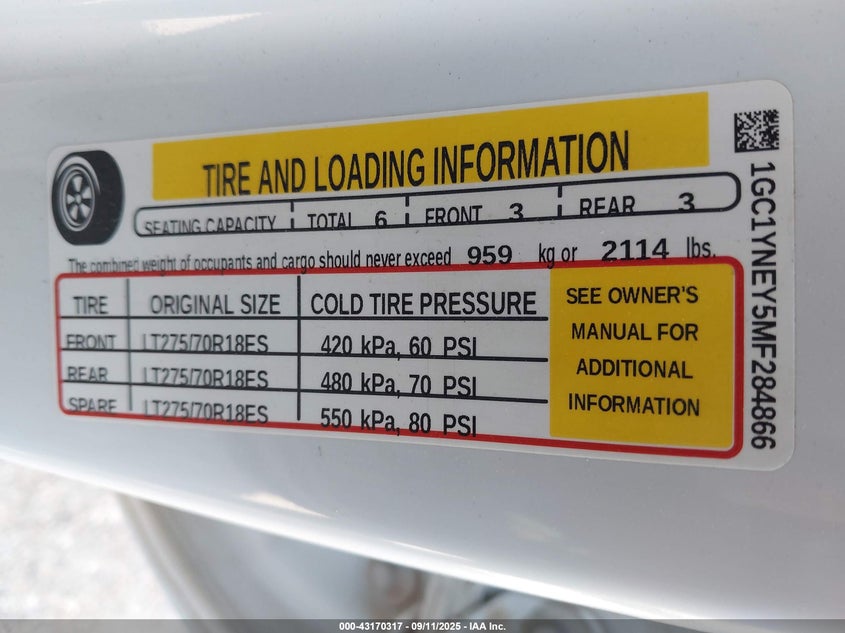 TIRE AND LOADING INFORMATION
SEATING CAPACITY TOTAL 6 FRONT 3 REAR 3
The combined weight of occupants and cargo should never exceed 959 kg or 2114 lbs.
TIRE ORIGINAL SIZE COLD TIRE PRESSURE
FRONT LT275/70R18ES 420 kPa, 60 PSI
REAR LT275/70R18ES 480 kPa, 70 PSI
SPARE LT275/70R18ES 550 kPa, 80 PSI
SEE OWNER'S
MANUAL FOR
ADDITIONAL
INFORMATION
1GC1YNEY5MF284866
000-43170317 - 09/11/2025 - IAA Inc.